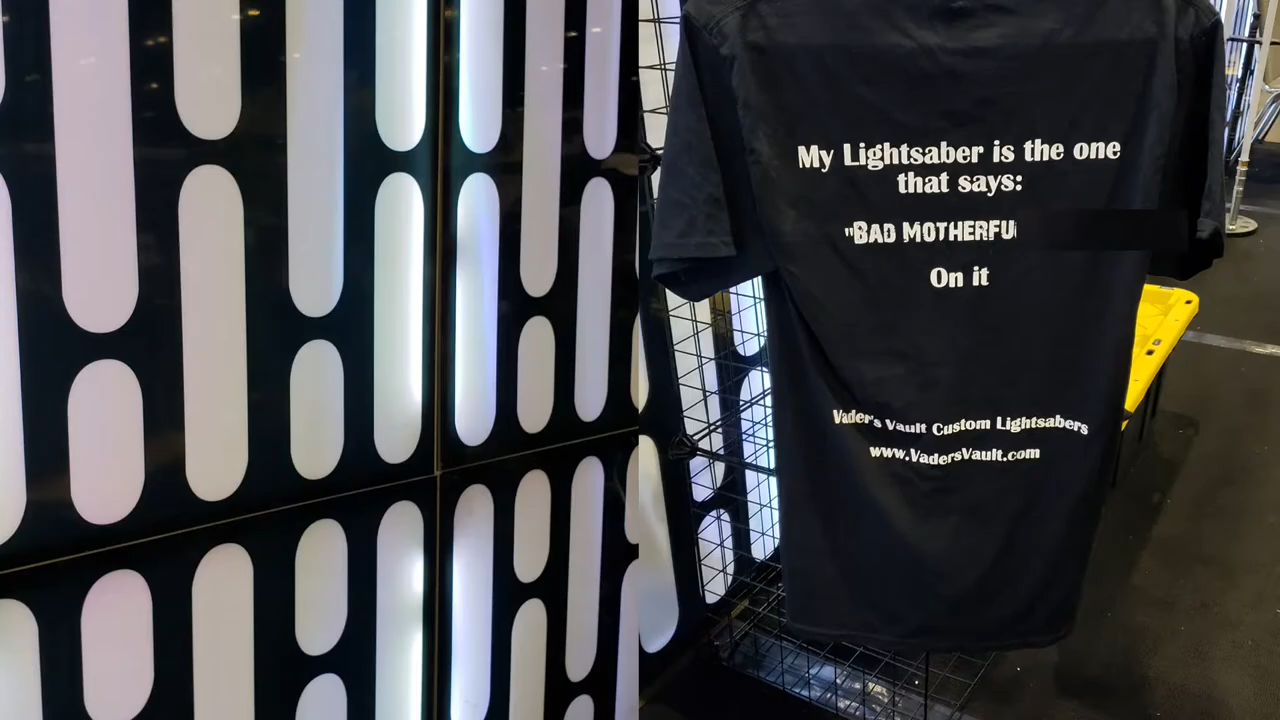 My Lightsaber is the one
that says:
"BAD MOTHERFU
On it
Vader's Vault Custom Lightsabers
www.VadersVault.com